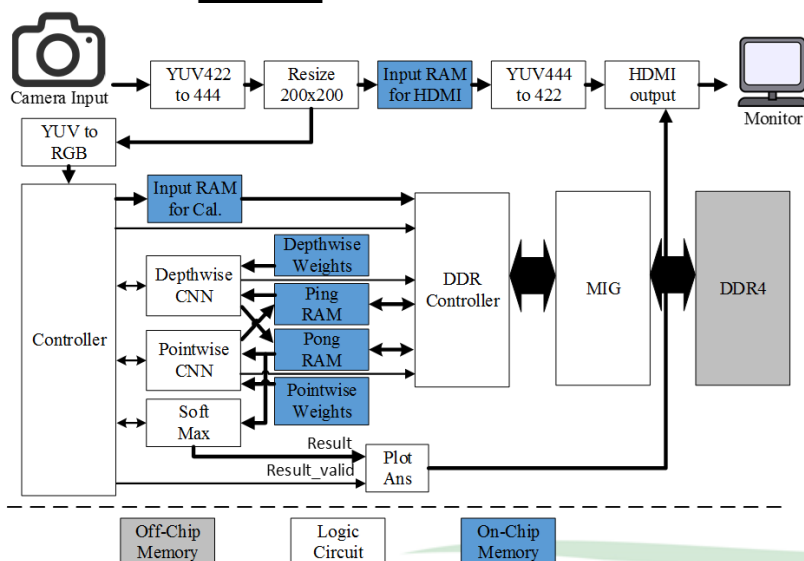 Camera Input
YUV422
to 444
Resize
200x200
Input RAM
for HDMI
YUV444
to 422
HDMI
output
Monitor
YUV to
RGB
Controller
Input RAM
for Cal.
Depthwise
CNN
Pointwise
CNN
Soft
Max
Depthwise
Weights
Ping
RAM
Pong
RAM
Pointwise
Weights
DDR
Controller
MIG
DDR4
Result
Result_valid
Plot
Ans
Off-Chip
Memory
Logic
Circuit
On-Chip
Memory